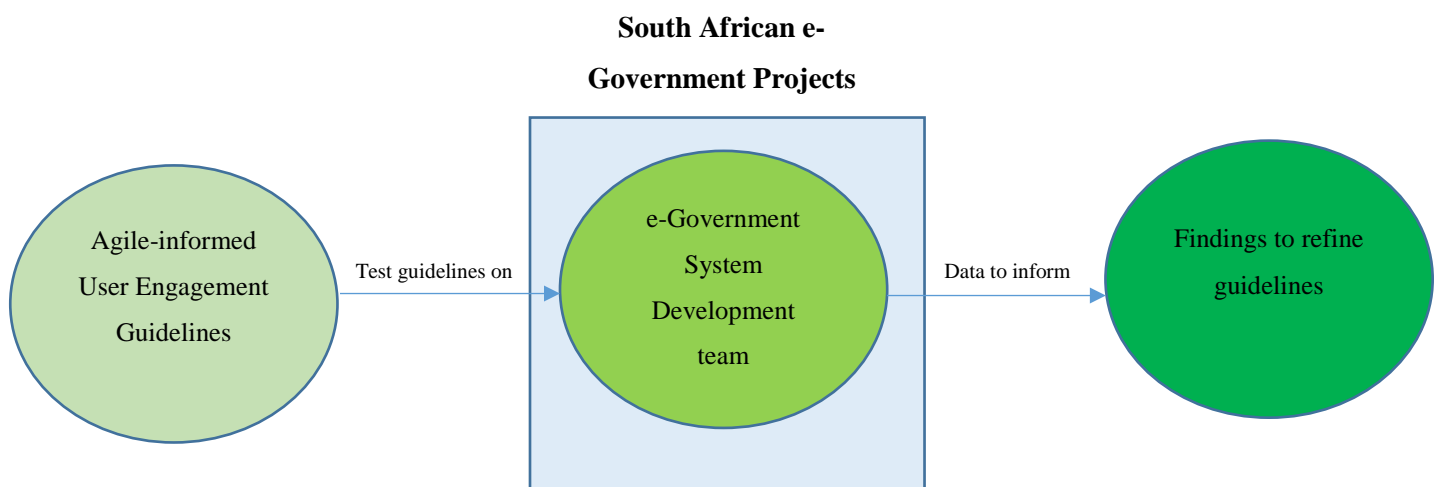 South African e-
Government Projects
Agile-informed
User Engagement
Guidelines
Test guidelines on
e-Government
System
Development
team
Data to inform
Findings to refine
guidelines